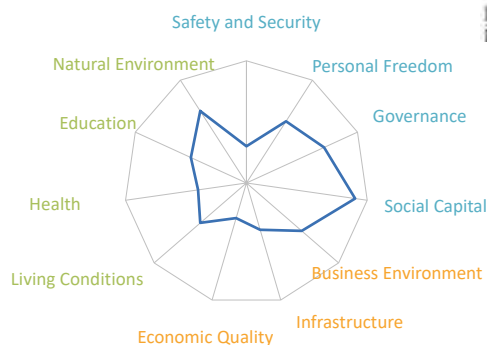 Safety and Security
Natural Environment
Personal Freedom
Education
Governance
Health
Social Capital
Living Conditions
Business Environment
Economic Quality
Infrastructure